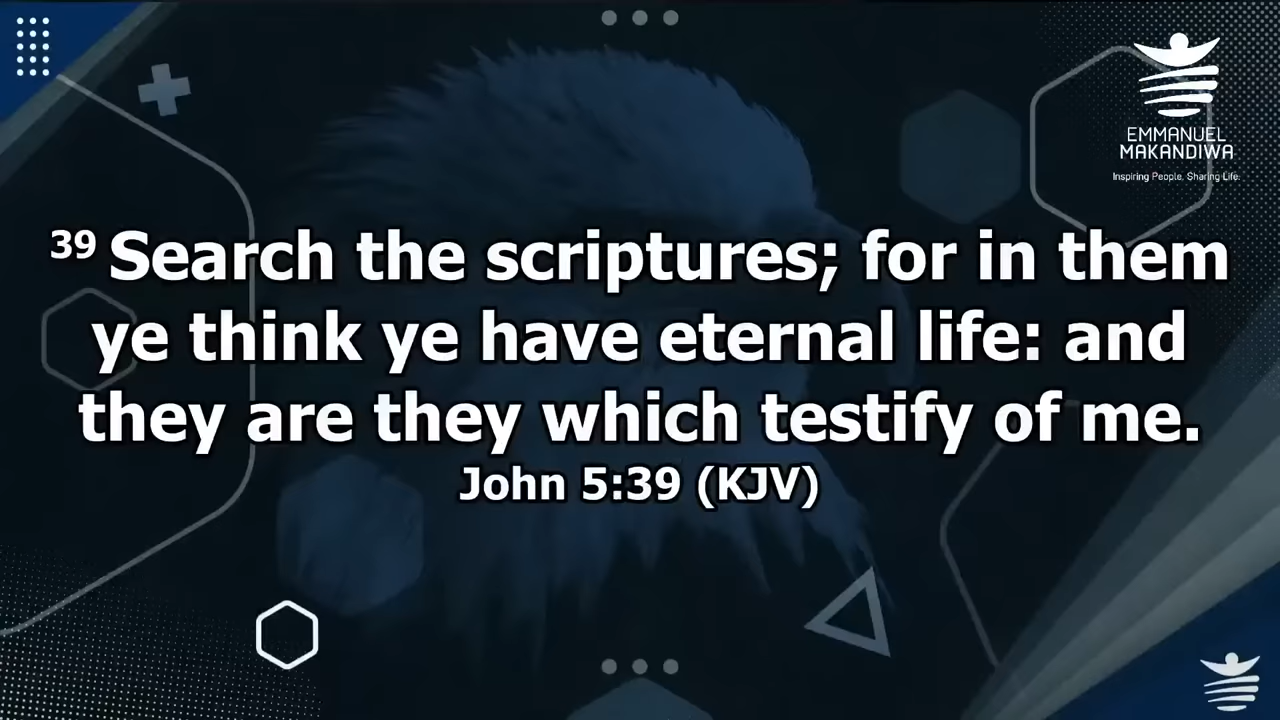 EMMANUEL
MAKANDIWA
Inspiring People. Sharing Life.
39 Search the scriptures; for in them
ye think ye have eternal life: and
they are they which testify of me.
John 5:39 (KJV)